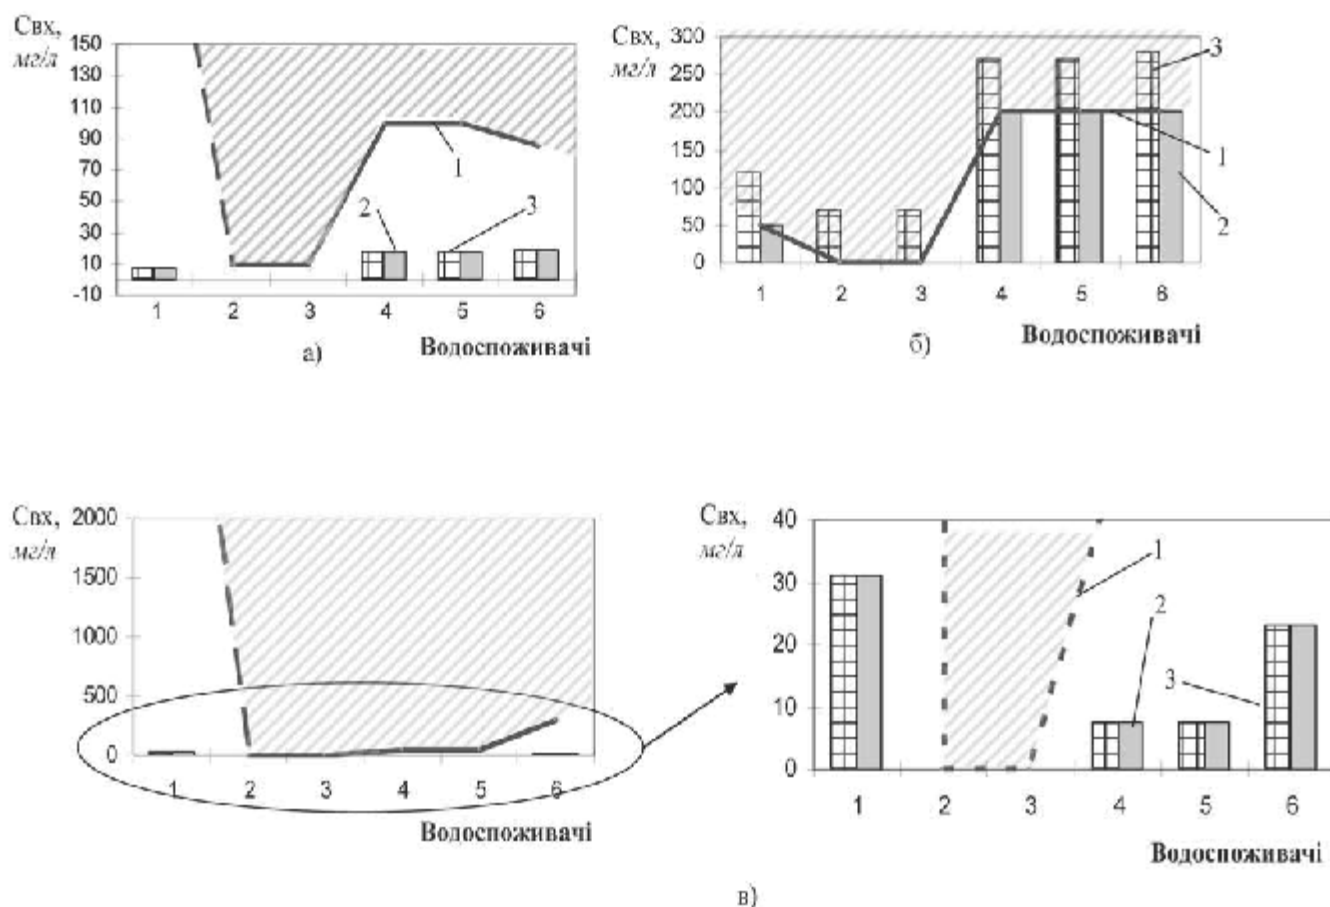 Свх,
мг/л
150
130
110
90
70
50
30
10
-10
1 2 3 4 5 6
1
2
3
Водоспоживачі
а)
Свх,
мг/л
300
250
200
150
100
50
0
1 2 3 4 5 6
3
1
2
Водоспоживачі
б)
Свх,
мг/л
2000
1500
1000
500
0
1 2 3 4 5 6
Водоспоживачі
Свх,
мг/л
40
30
20
10
0
1 2 3 4 5 6
1
2
3
Водоспоживачі
в)